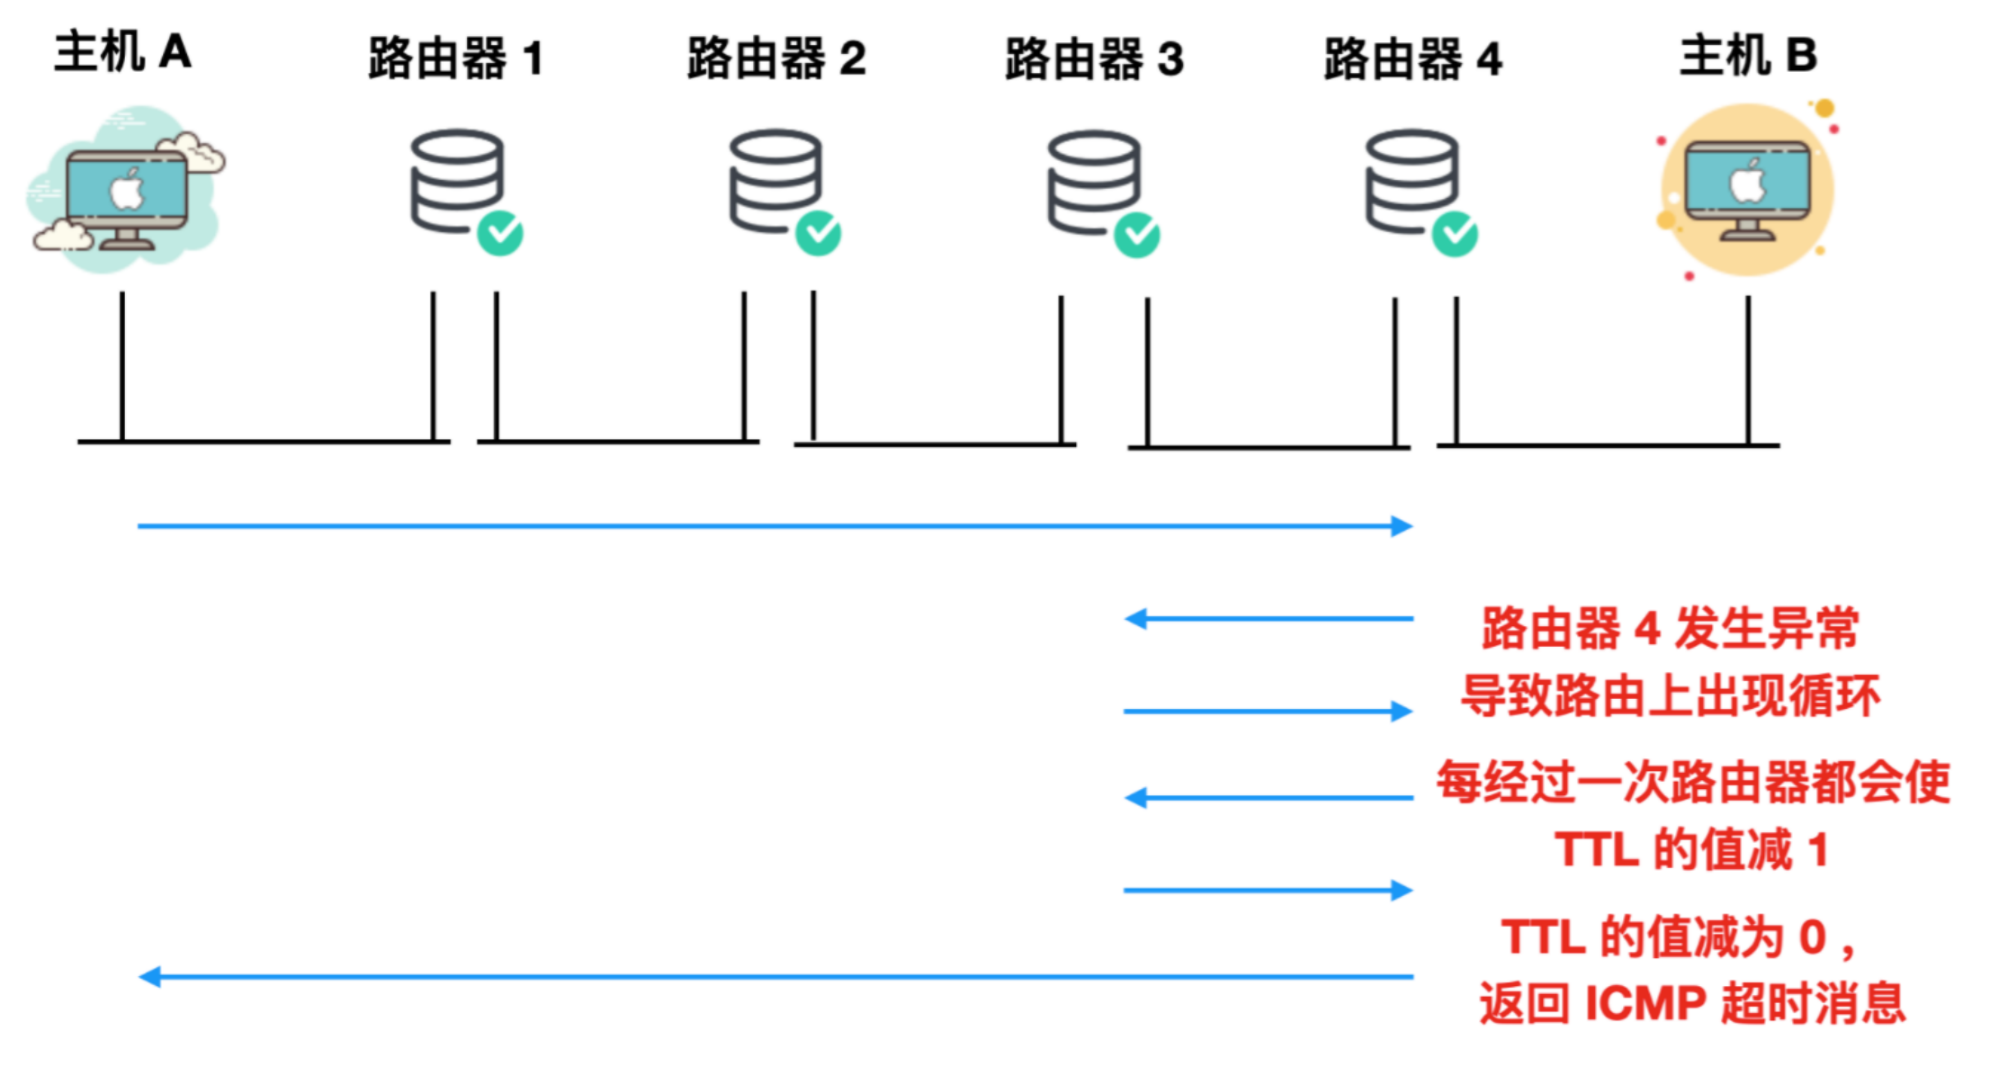 主机 A
路由器 1
路由器 2
路由器 3
路由器 4
主机 B
路由器 4 发生异常
导致路由上出现循环
每经过一次路由器都会使
TTL 的值减 1
TTL 的值减为 0，
返回 ICMP 超时消息